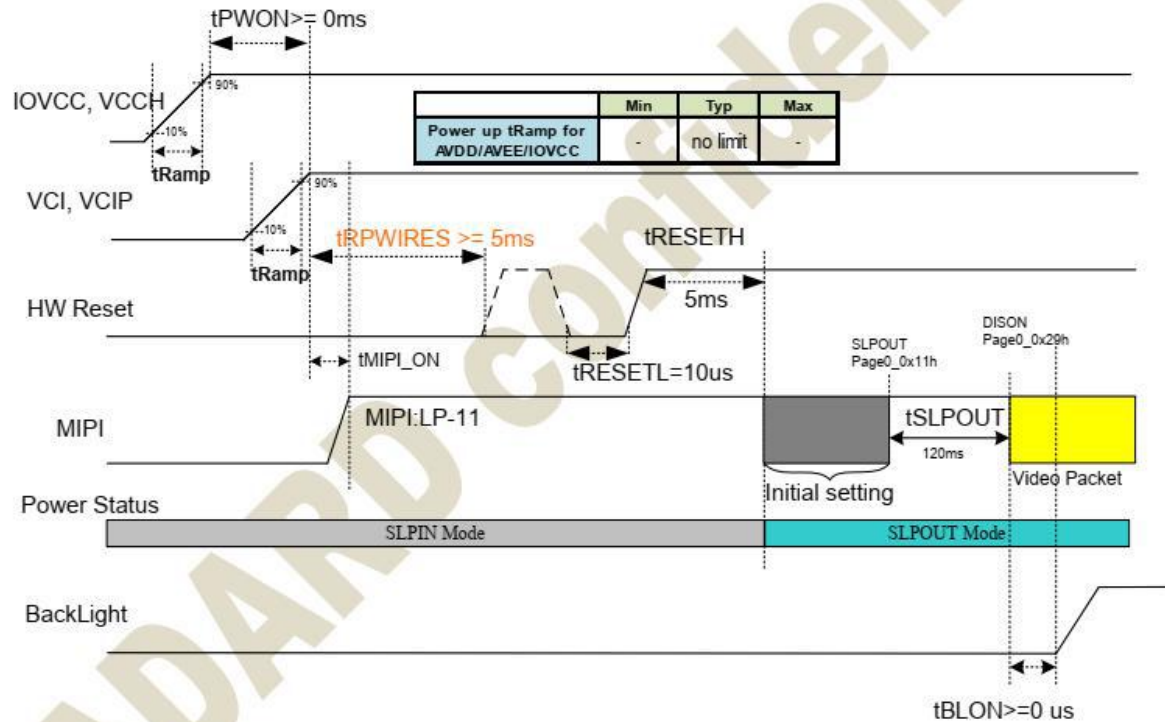 tPWON>= 0ms
IOVCC, VCCH
90%
10%
tRamp
Min Typ Max
Power up tRamp for AVDD/AVEE/IOVCC - no limit -
VCI, VCIP
90%
10%
tRamp
tRPWIRES >= 5ms
tRESETH
5ms
HW Reset
tMIPI_ON
tRESETL=10us
SLPOUT
Page0_0x11h
DISON
Page0_0x29h
MIPI
MIPI:LP-11
tSLPOUT
120ms
Initial setting
Video Packet
Power Status
SLPIN Mode
SLPOUT Mode
BackLight
tBLON>=0 us
DARD confiden